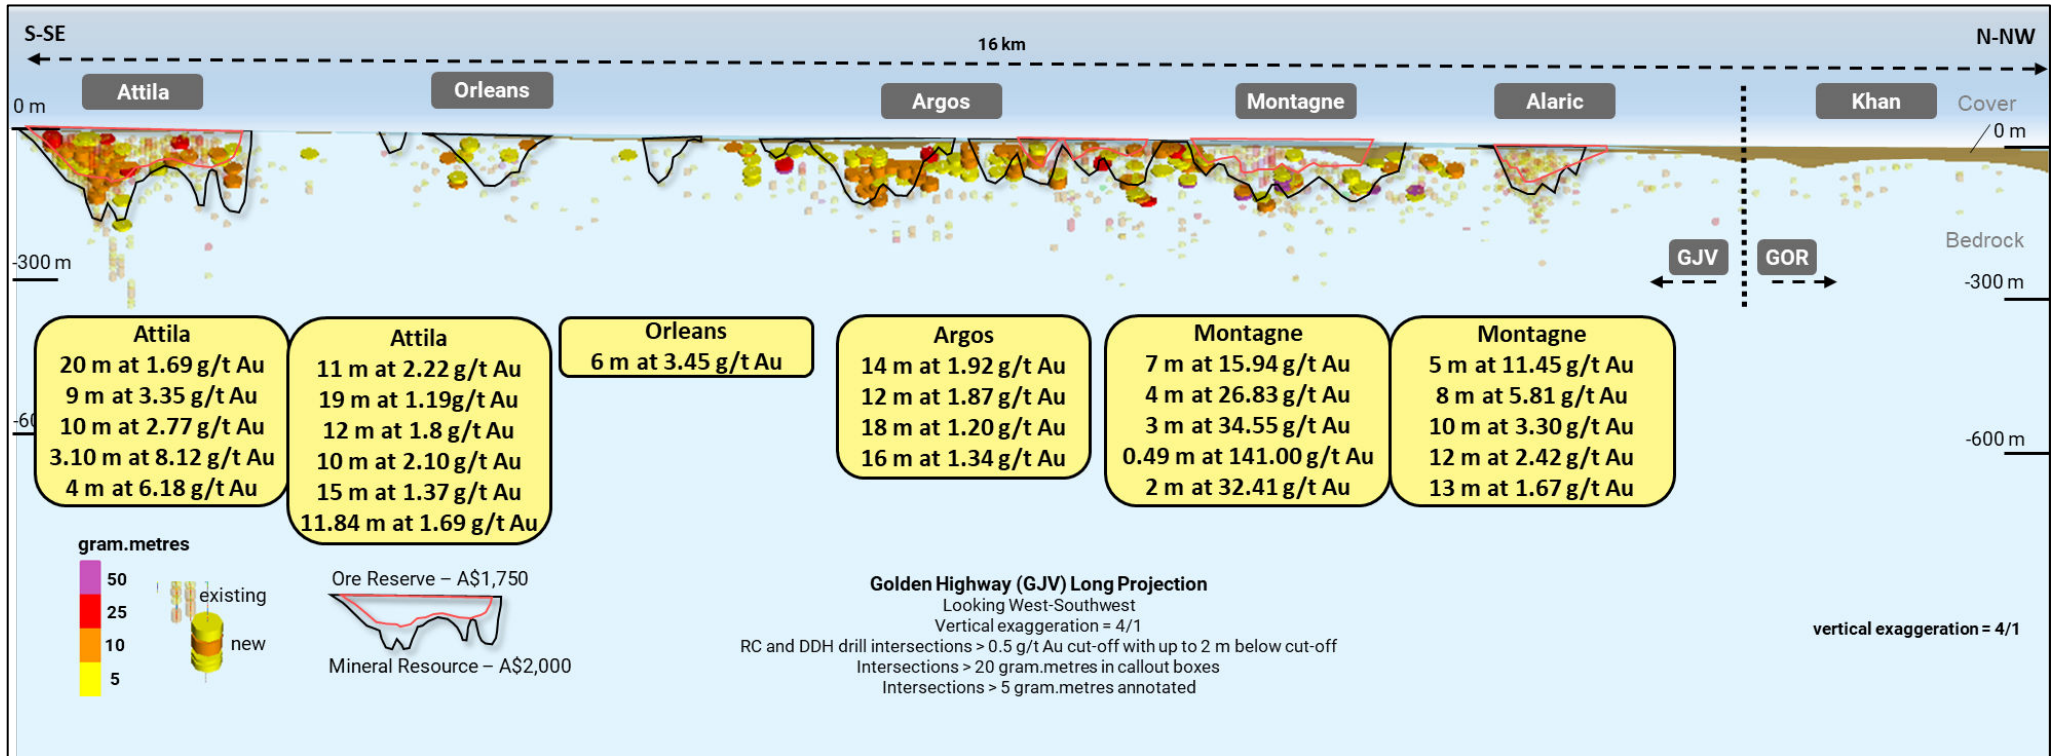 S-SE
N-NW
16 km
Attila
Orleans
Argos
Montagne
Alaric
Khan
Cover
0 m
0 m
Bedrock
GJV
GOR
-300 m
-300 m
Attila
20 m at 1.69 g/t Au
9 m at 3.35 g/t Au
10 m at 2.77 g/t Au
3.10 m at 8.12 g/t Au
4 m at 6.18 g/t Au
Attila
11 m at 2.22 g/t Au
19 m at 1.19g/t Au
12 m at 1.8 g/t Au
10 m at 2.10 g/t Au
15 m at 1.37 g/t Au
11.84 m at 1.69 g/t Au
Orleans
6 m at 3.45 g/t Au
Argos
14 m at 1.92 g/t Au
12 m at 1.87 g/t Au
18 m at 1.20 g/t Au
16 m at 1.34 g/t Au
Montagne
7 m at 15.94 g/t Au
4 m at 26.83 g/t Au
3 m at 34.55 g/t Au
0.49 m at 141.00 g/t Au
2 m at 32.41 g/t Au
Montagne
5 m at 11.45 g/t Au
8 m at 5.81 g/t Au
10 m at 3.30 g/t Au
12 m at 2.42 g/t Au
13 m at 1.67 g/t Au
-600 m
gram.metres
50
25
10
5
existing
new
Ore Reserve – A$1,750
Mineral Resource – A$2,000
Golden Highway (GJV) Long Projection
Looking West-Southwest
Vertical exaggeration = 4/1
RC and DDH drill intersections > 0.5 g/t Au cut-off with up to 2 m below cut-off
Intersections > 20 gram.metres in callout boxes
Intersections > 5 gram.metres annotated
vertical exaggeration = 4/1